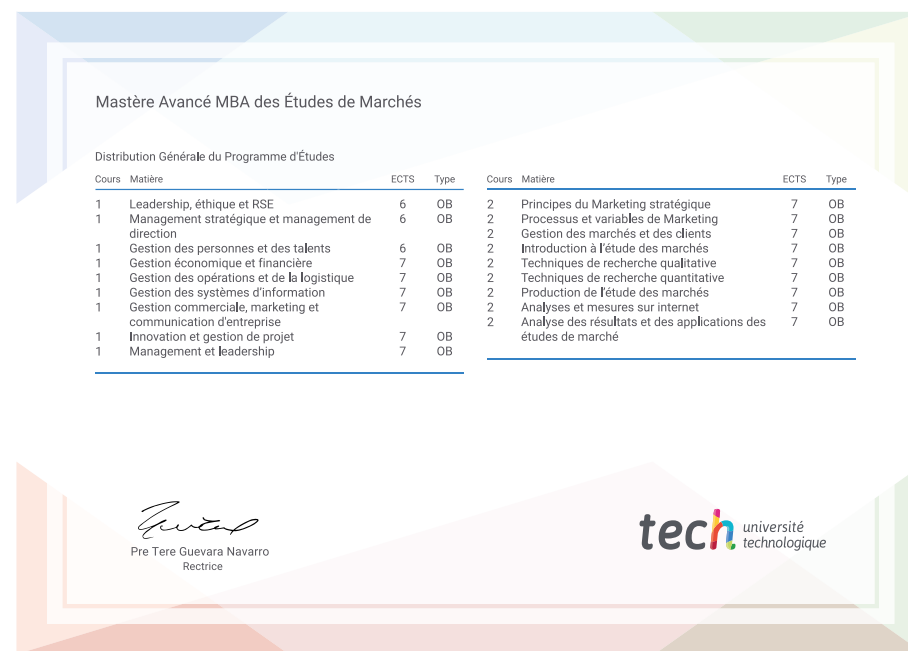 Mastère Avancé MBA des Études de Marchés
Distribution Générale du Programme d'Études
Cours Matière ECTS Type
1 Leadership, éthique et RSE 6 OB
1 Management stratégique et management de 6 OB
direction
1 Gestion des personnes et des talents 6 OB
1 Gestion économique et financière 7 OB
1 Gestion des opérations et de la logistique 7 OB
1 Gestion des systèmes d'information 7 OB
1 Gestion commerciale, marketing et 7 OB
communication d'entreprise
1 Innovation et gestion de projet 7 OB
1 Management et leadership 7 OB
Cours Matière ECTS Type
2 Principes du Marketing stratégique 7 OB
2 Processus et variables de Marketing 7 OB
2 Gestion des marchés et des clients 7 OB
2 Introduction à l'étude des marchés 7 OB
2 Techniques de recherche qualitative 7 OB
2 Techniques de recherche quantitative 7 OB
2 Production de l'étude des marchés 7 OB
2 Analyses et mesures sur internet 7 OB
2 Analyse des résultats et des applications des 7 OB
études de marché
Pre Tere Guevara Navarro
Rectrice
tech université
technologique